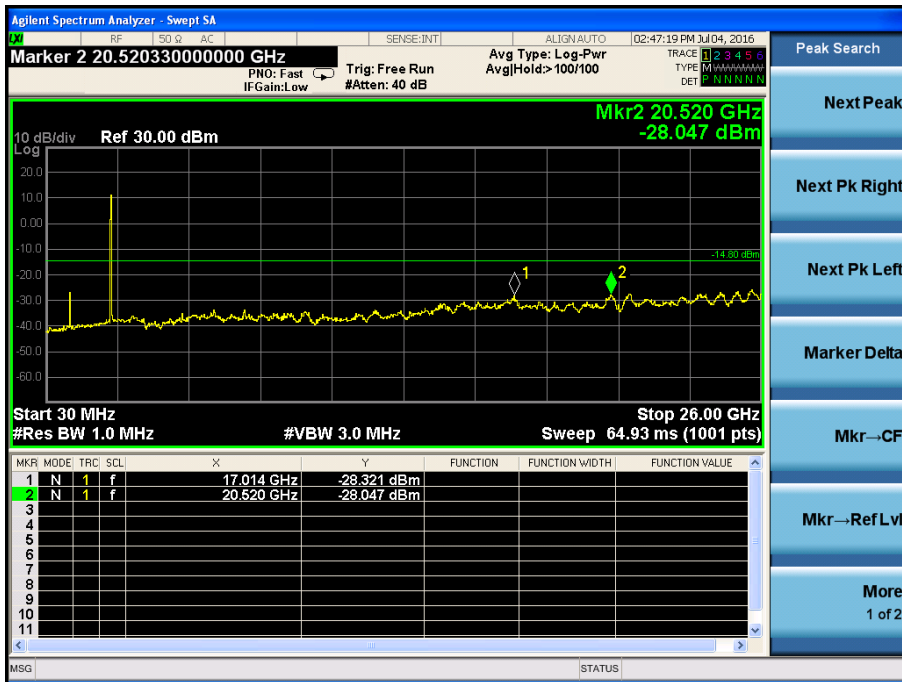 Agilent Spectrum Analyzer - Swept SA
LXI RF 50 Ω AC SENSE:INT ALIGN AUTO 02:47:19 PM Jul 04, 2016
Marker 2 20.520330000000 GHz
PNO: Fast
IFGain:Low
Trig: Free Run
#Atten: 40 dB
Avg Type: Log-Pwr
Avg|Hold:>100/100
TRACE 1 2 3 4 5 6
TYPE M WWWWW
DET P N N N N N
Peak Search
Next Peak
Next Pk Right
Next Pk Left
Marker Delta
Mkr→CF
Mkr→Ref Lvl
More
1 of 2
Mkr2 20.520 GHz
-28.047 dBm
10 dB/div Ref 30.00 dBm
Log
20.0
10.0
0.00
-10.0
-20.0
-30.0
-40.0
-50.0
-60.0
-14.80 dBm
1
2
Start 30 MHz Stop 26.00 GHz
#Res BW 1.0 MHz #VBW 3.0 MHz Sweep 64.93 ms (1001 pts)
MKR MODE TRC SCL X Y FUNCTION FUNCTION WIDTH FUNCTION VALUE
1 N 1 f 17.014 GHz -28.321 dBm
2 N 1 f 20.520 GHz -28.047 dBm
3
4
5
6
7
8
9
10
11
MSG STATUS